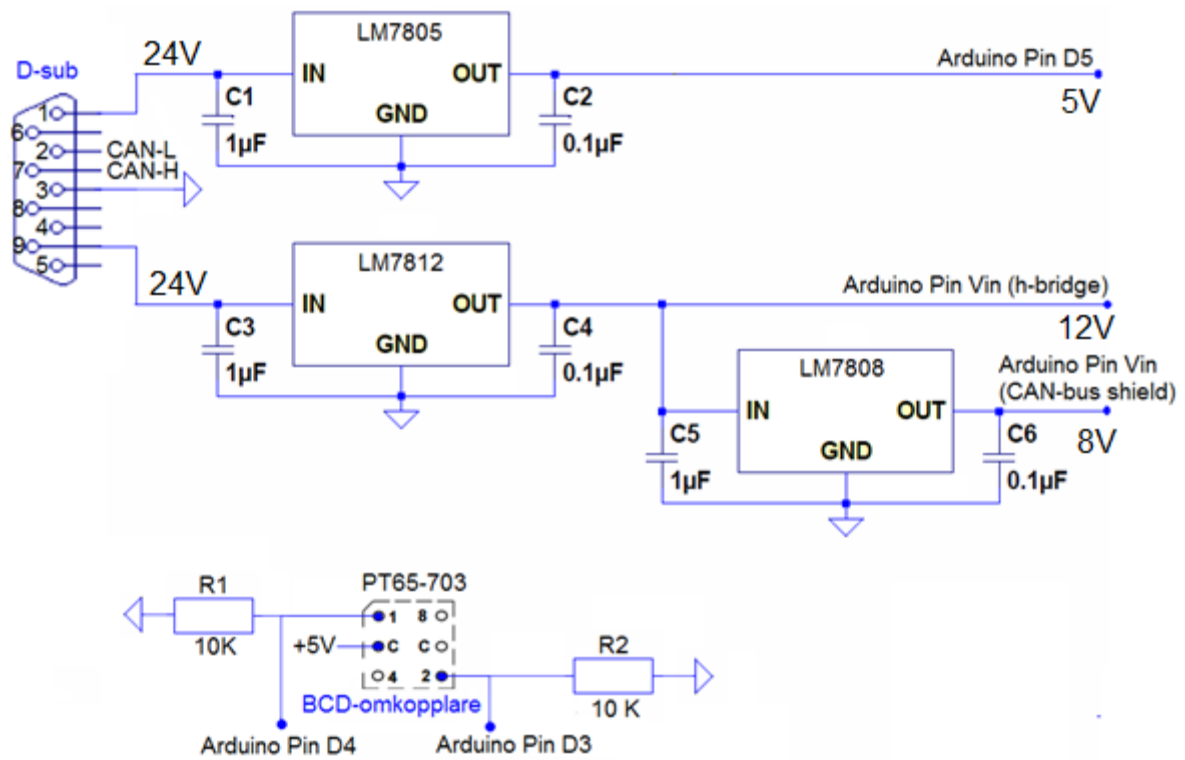 LM7805
24V
IN
OUT
GND
C1
1µF
C2
0.1µF
Arduino Pin D5
5V
D-sub
1
6
2
CAN-L
7
CAN-H
3
8
4
9
5
24V
LM7812
IN
OUT
GND
C3
1µF
C4
0.1µF
Arduino Pin Vin (h-bridge)
12V
LM7808
IN
OUT
GND
C5
1µF
C6
0.1µF
Arduino Pin Vin
(CAN-bus shield)
8V
R1
10K
PT65-703
1 8
+5V
C C
4 2
BCD-omkopplare
R2
10 K
Arduino Pin D4
Arduino Pin D3